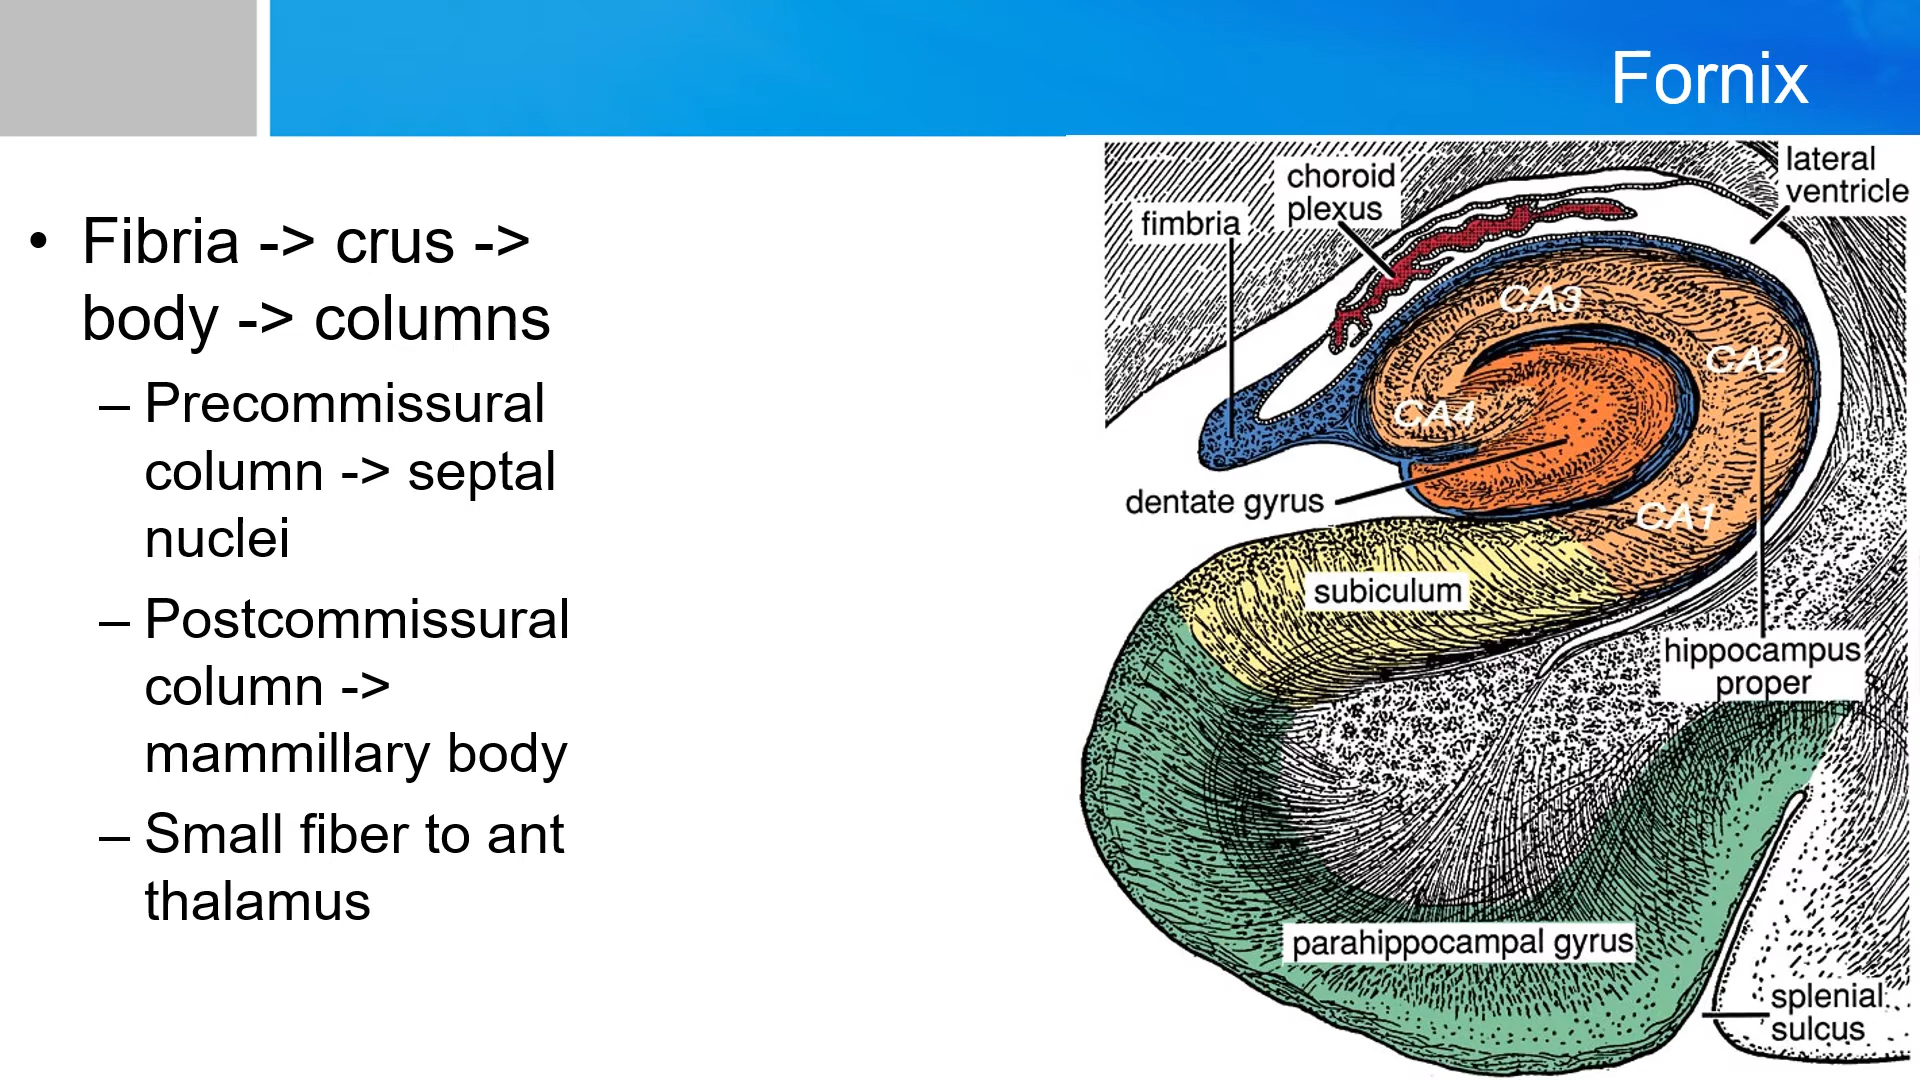 Fornix
• Fibria -> crus ->
body -> columns
– Precommissural
column -> septal
nuclei
– Postcommissural
column ->
mammillary body
– Small fiber to ant
thalamus
lateral
ventricle
choroid
plexus
fimbria
CA3
CA2
CA4
dentate gyrus
CA1
subiculum
hippocampus
proper
parahippocampal gyrus
splenial
sulcus